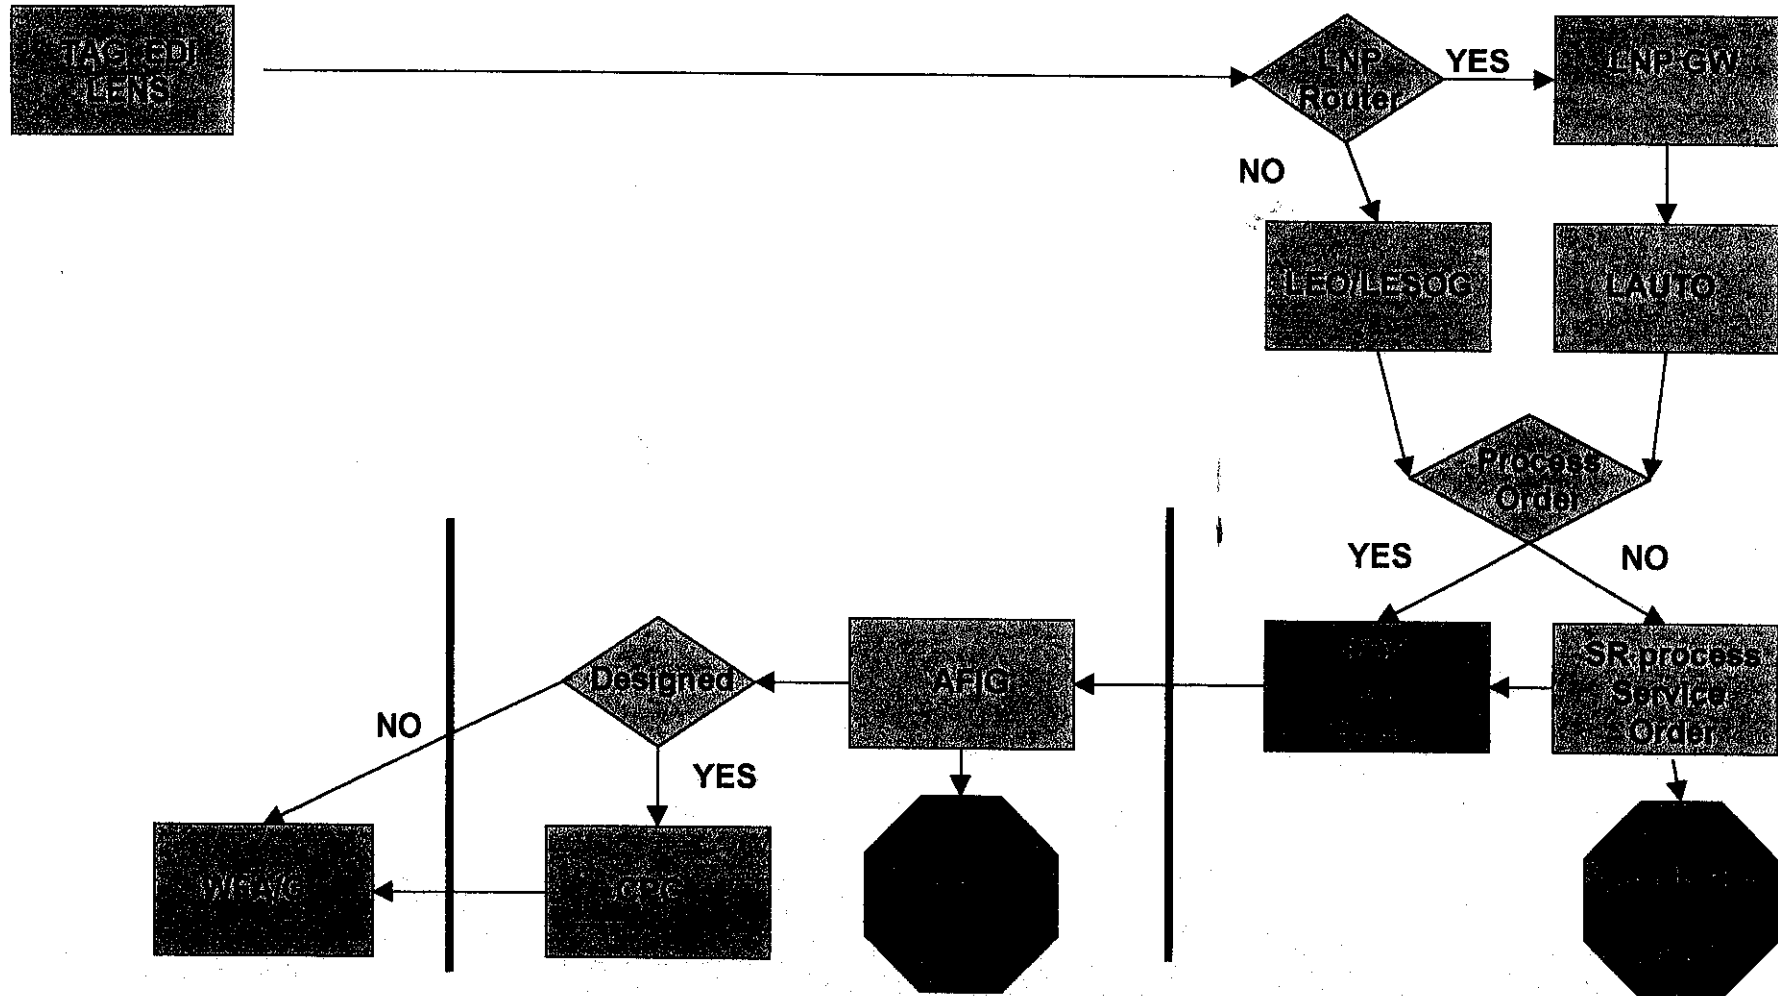 TAG, EDI
LENS
LNP
Router
YES
LNP GW
NO
LEO/LESOG
LAUTO
Process
Order
YES
NO
Designed
AFIG
SR process
Service
Order
NO
YES
WFA/C
CPG